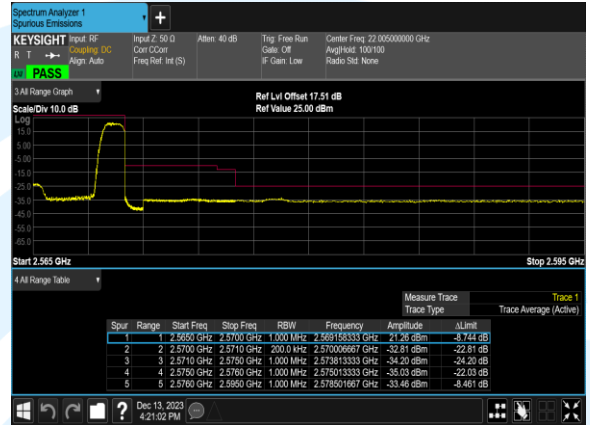 Spectrum Analyzer 1
Spurious Emissions
KEYSIGHT Input: RF Input Z: 50 Ω Atten: 40 dB Trig: Free Run Center Freq: 22.005000000 GHz
R T Coupling: DC Corr CCorr Gate: Off Avg|Hold: 100/100
Align: Auto Freq Ref: Int (S) IF Gain: Low Radio Std: None
PASS
3 All Range Graph
Ref Lvl Offset 17.51 dB
Scale/Div 10.0 dB Ref Value 25.00 dBm
Log
15.0
5.00
-5.00
-15.0
-25.0
-35.0
-45.0
-55.0
-65.0
Start 2.565 GHz Stop 2.595 GHz
4 All Range Table
Measure Trace Trace 1
Trace Type Trace Average (Active)
Spur Range Start Freq Stop Freq RBW Frequency Amplitude ΔLimit
1 1 2.5650 GHz 2.5700 GHz 1.000 MHz 2.569158333 GHz 21.26 dBm -8.744 dB
2 2 2.5700 GHz 2.5710 GHz 200.0 kHz 2.570006667 GHz -32.81 dBm -22.81 dB
3 3 2.5710 GHz 2.5750 GHz 1.000 MHz 2.573813333 GHz -34.20 dBm -24.20 dB
4 4 2.5750 GHz 2.5760 GHz 1.000 MHz 2.575013333 GHz -35.03 dBm -22.03 dB
5 5 2.5760 GHz 2.5950 GHz 1.000 MHz 2.578501667 GHz -33.46 dBm -8.461 dB
Dec 13, 2023
4:21:02 PM